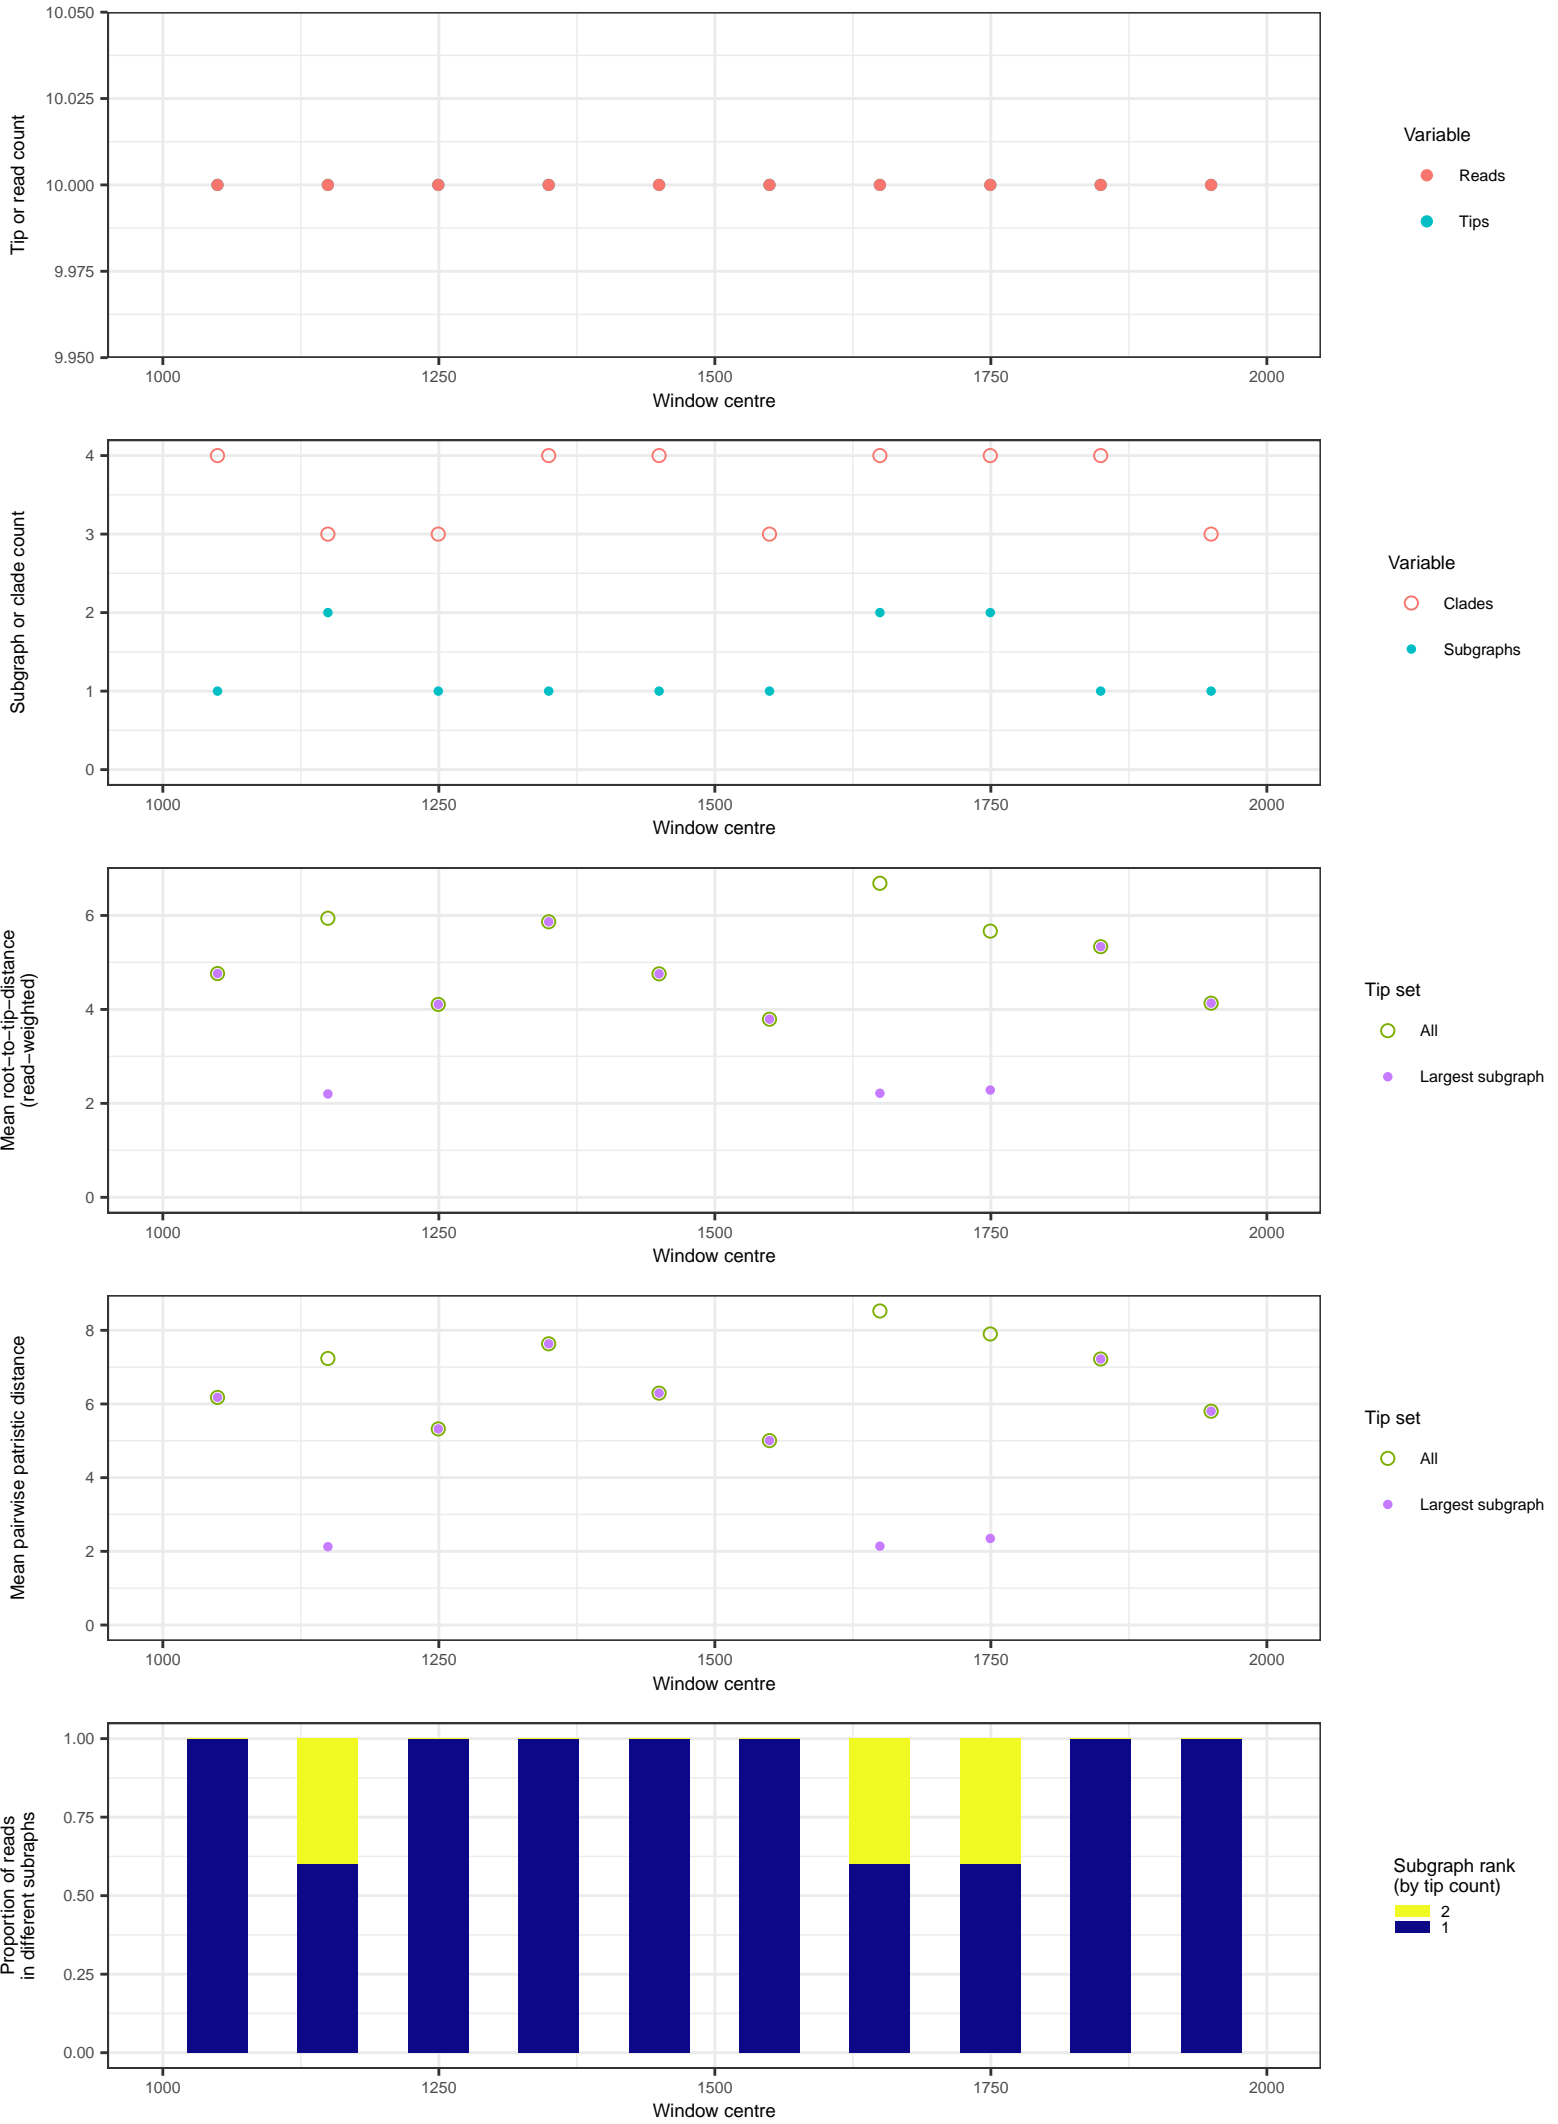 10.050
10.025
10.000
9.975
9.950
Tip or read count
1000 1250 1500 1750 2000
Window centre
Variable
Reads
Tips
4
3
2
1
0
Subgraph or clade count
1000 1250 1500 1750 2000
Window centre
Variable
Clades
Subgraphs
6
4
2
0
Mean root−to−tip−distance
(read−weighted)
1000 1250 1500 1750 2000
Window centre
Tip set
All
Largest subgraph
8
6
4
2
0
Mean pairwise patristic distance
1000 1250 1500 1750 2000
Window centre
Tip set
All
Largest subgraph
1.00
0.75
0.50
0.25
0.00
Proportion of reads
in different subraphs
1000 1250 1500 1750 2000
Window centre
Subgraph rank
(by tip count)
2
1